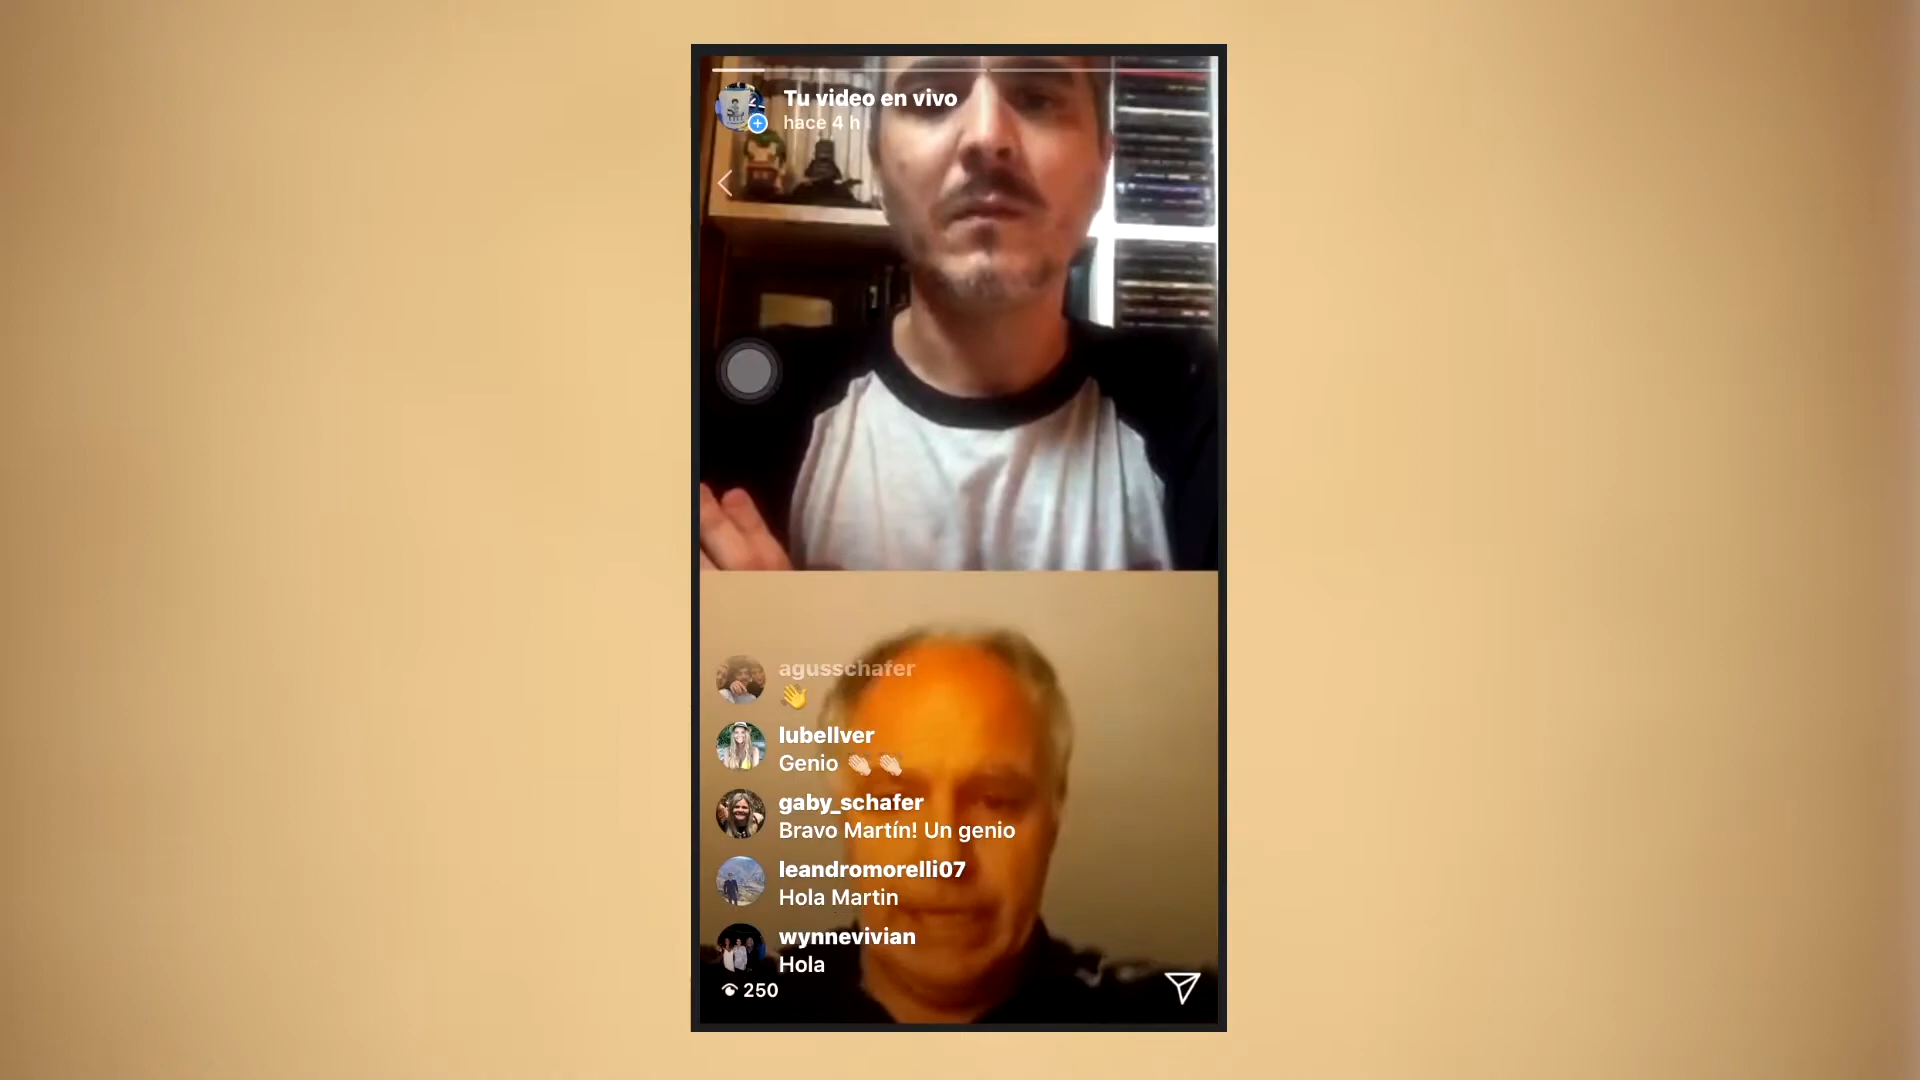 Tu video en vivo
hace 4 h
agusschafer
👋
lubellver
Genio 👏🏻 👏🏻
gaby_schafer
Bravo Martín! Un genio
leandromorelli07
Hola Martin
wynnevivian
Hola
250